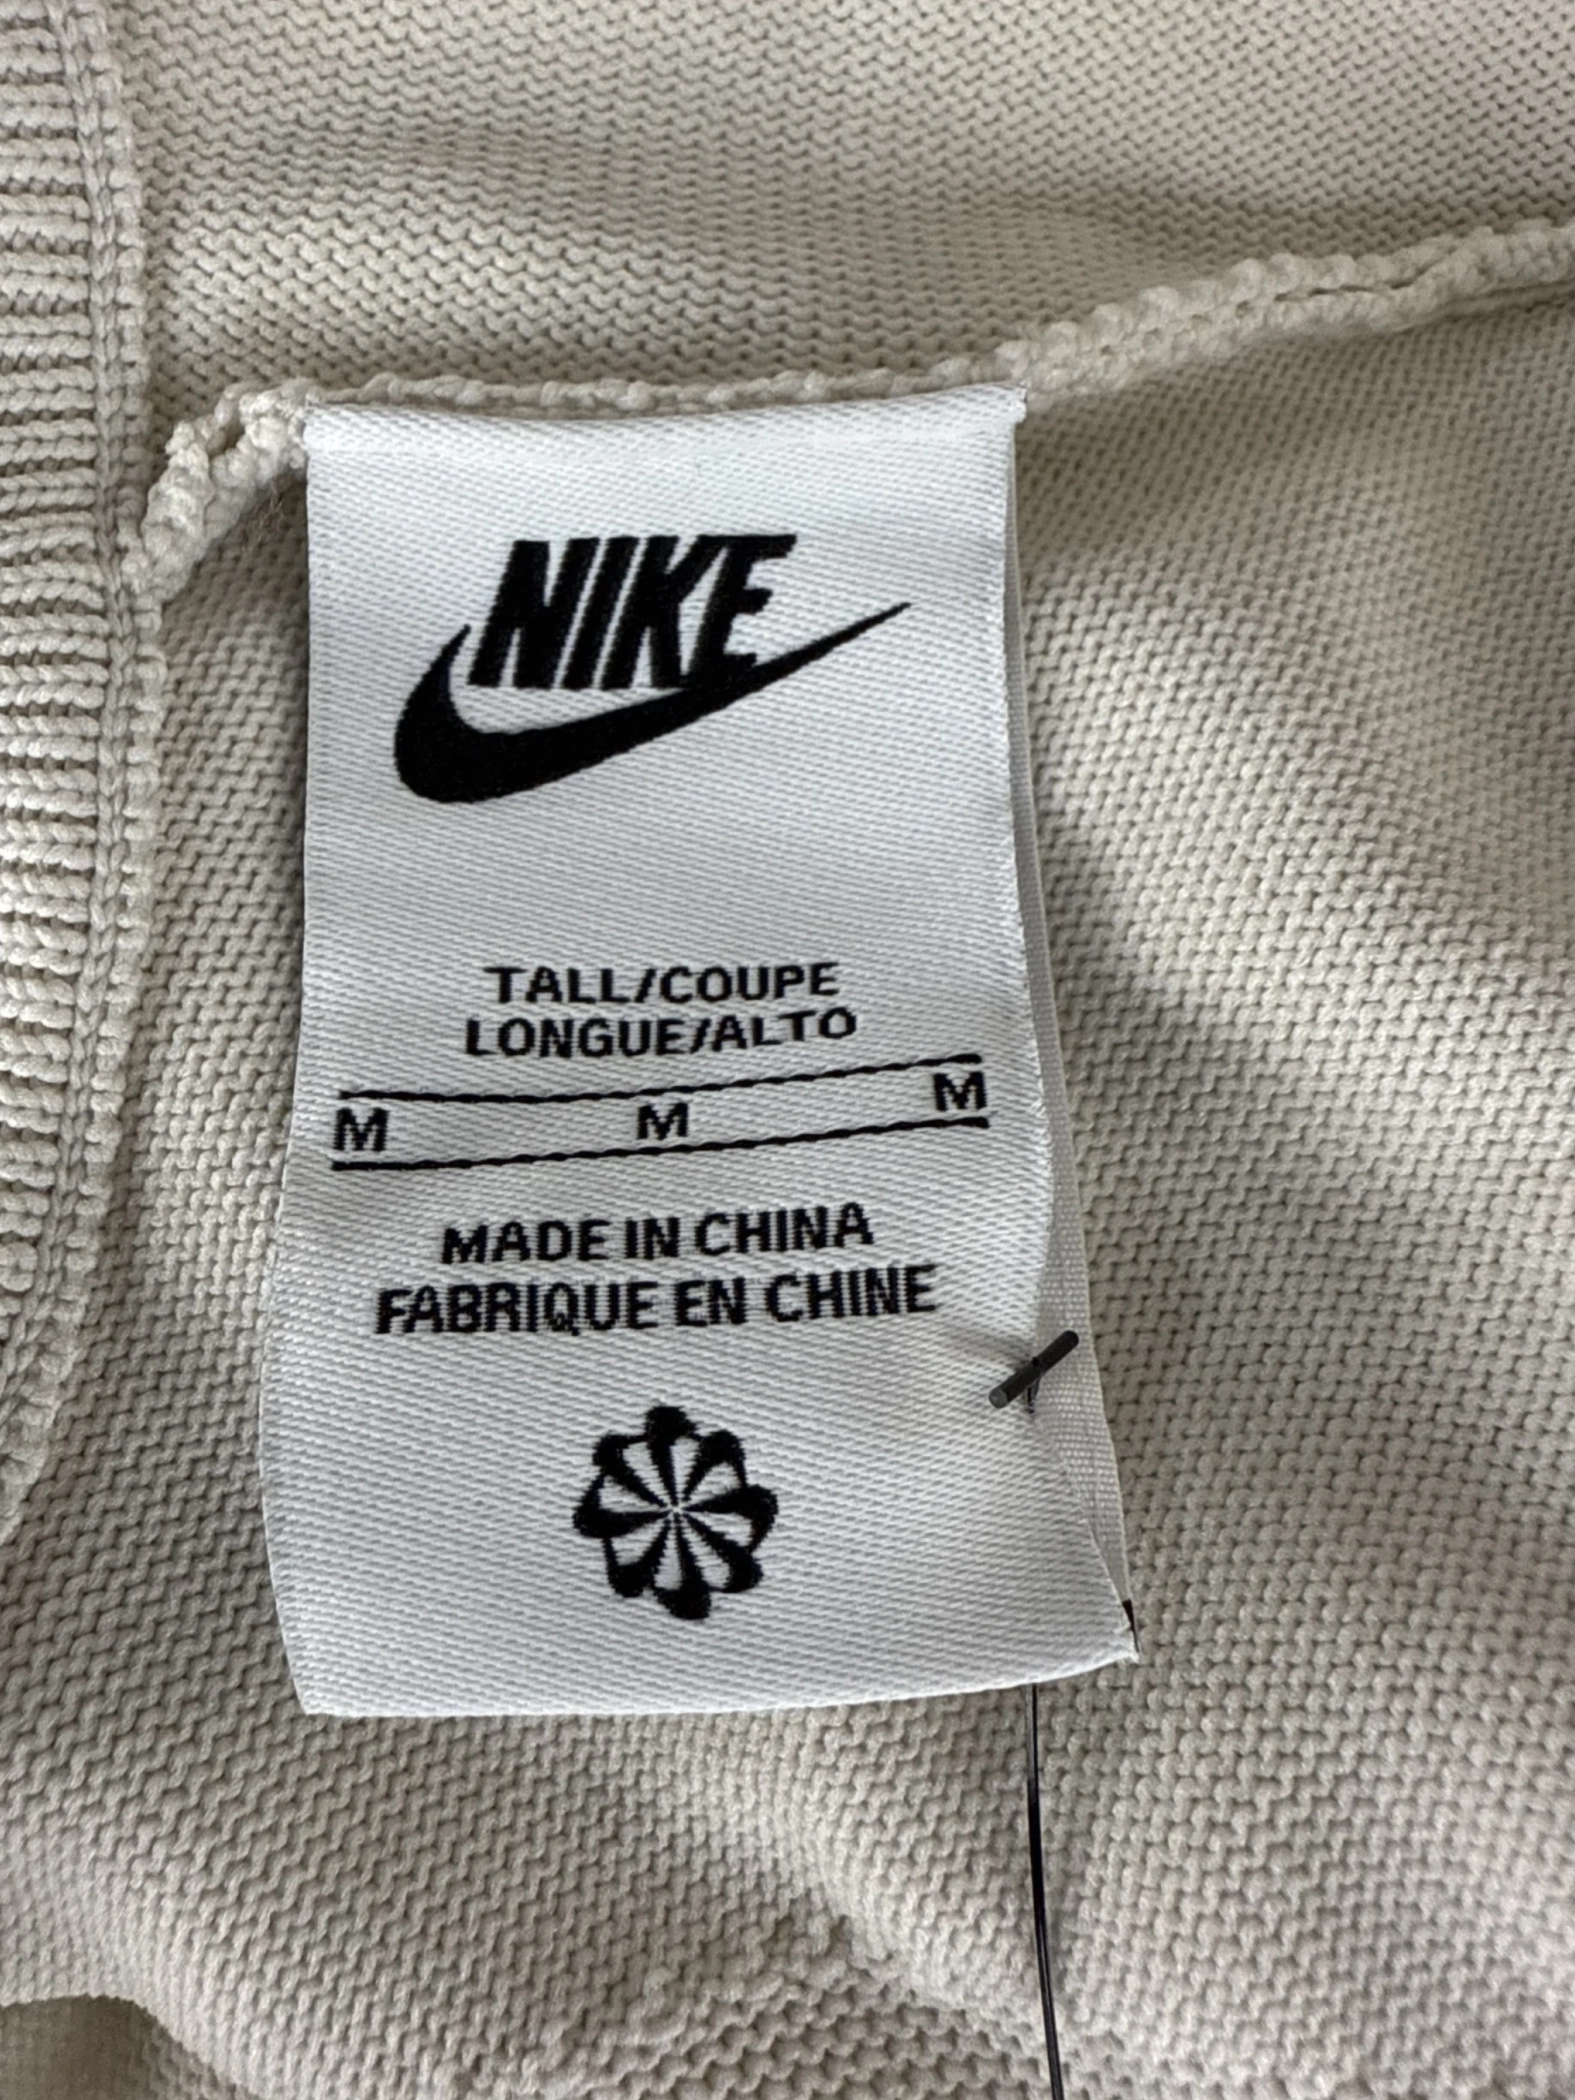 NIKE
TALL/COUPE
LONGUE/ALTO
M M M
MADE IN CHINA
FABRIQUE EN CHINE